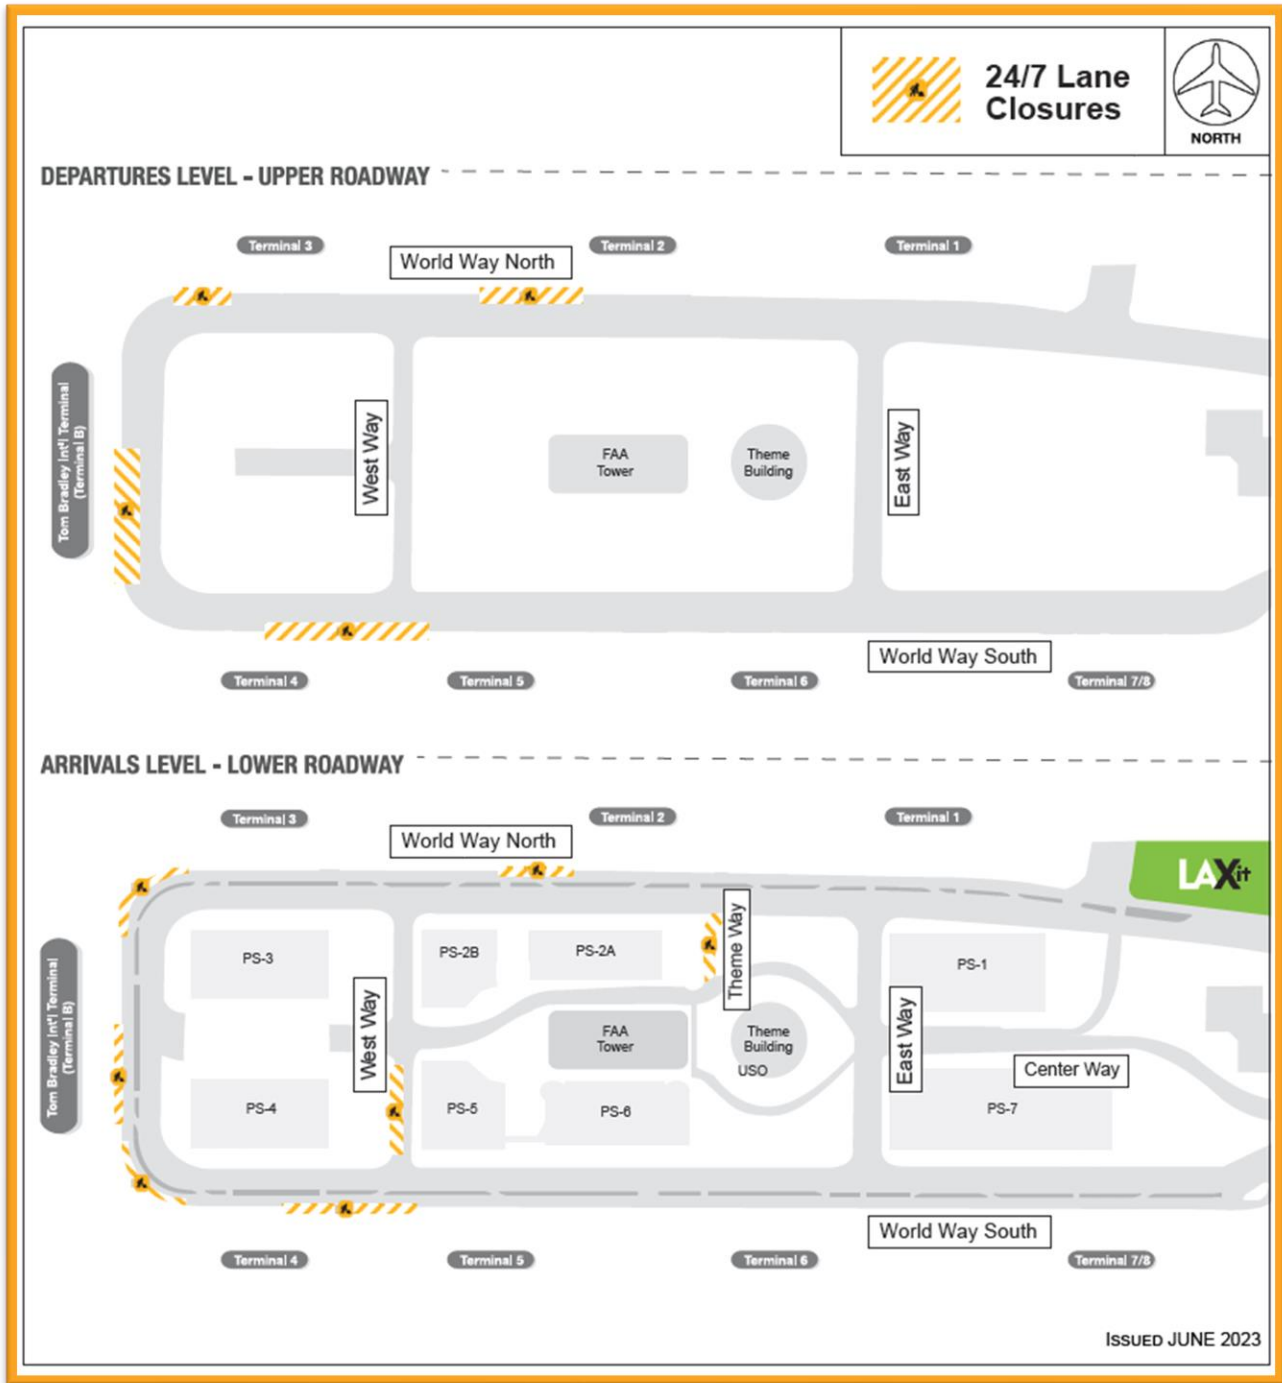 24/7 Lane
Closures
NORTH
DEPARTURES LEVEL - UPPER ROADWAY
Terminal 3
World Way North
Terminal 2
Terminal 1
Tom Bradley Int'l Terminal
(Terminal B)
West Way
FAA
Tower
Theme
Building
East Way
World Way South
Terminal 4
Terminal 5
Terminal 6
Terminal 7/8
ARRIVALS LEVEL - LOWER ROADWAY
Terminal 3
World Way North
Terminal 2
Terminal 1
LAXit
Tom Bradley Int'l Terminal
(Terminal B)
PS-3
PS-2B
PS-2A
Theme Way
PS-1
West Way
FAA
Tower
Theme
Building
USO
East Way
Center Way
PS-4
PS-5
PS-6
PS-7
World Way South
Terminal 4
Terminal 5
Terminal 6
Terminal 7/8
ISSUED JUNE 2023